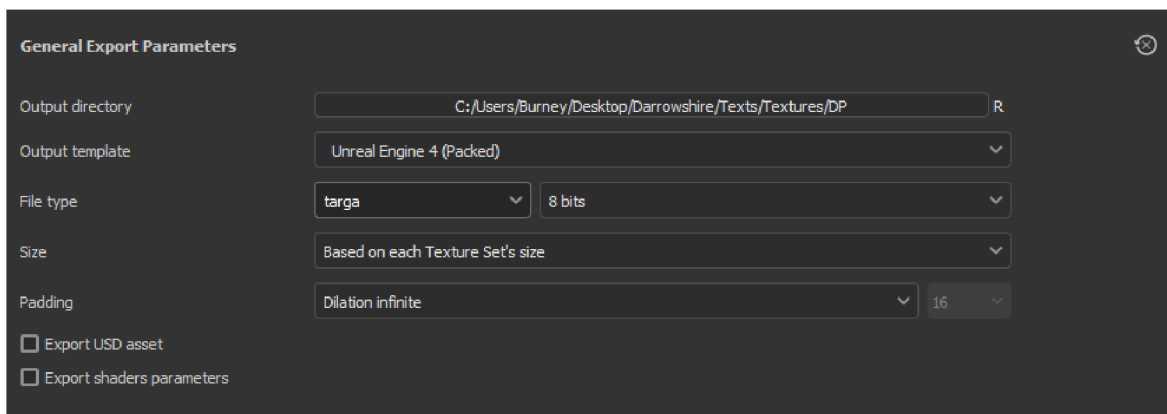 General Export Parameters
Output directory C:/Users/Burney/Desktop/Darrowshire/Texts/Textures/DP R
Output template Unreal Engine 4 (Packed)
File type targa 8 bits
Size Based on each Texture Set's size
Padding Dilation infinite 16
Export USD asset
Export shaders parameters